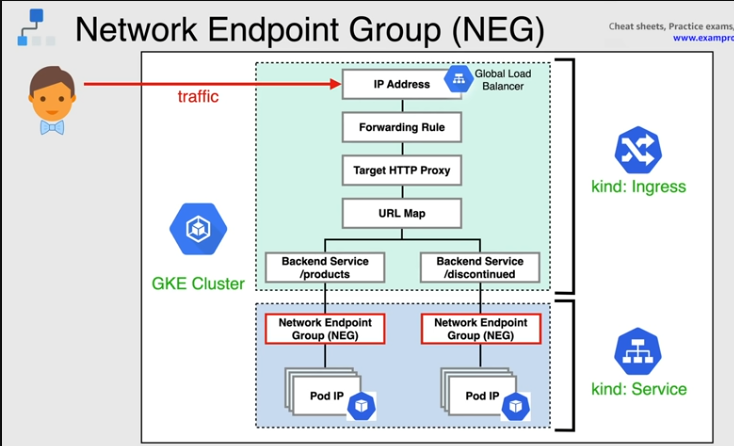 Network Endpoint Group (NEG)
Cheat sheets, Practice exams,
www.exampro
traffic
IP Address
Global Load
Balancer
Forwarding Rule
Target HTTP Proxy
URL Map
Backend Service
/products
Backend Service
/discontinued
kind: Ingress
GKE Cluster
Network Endpoint
Group (NEG)
Network Endpoint
Group (NEG)
Pod IP
Pod IP
kind: Service